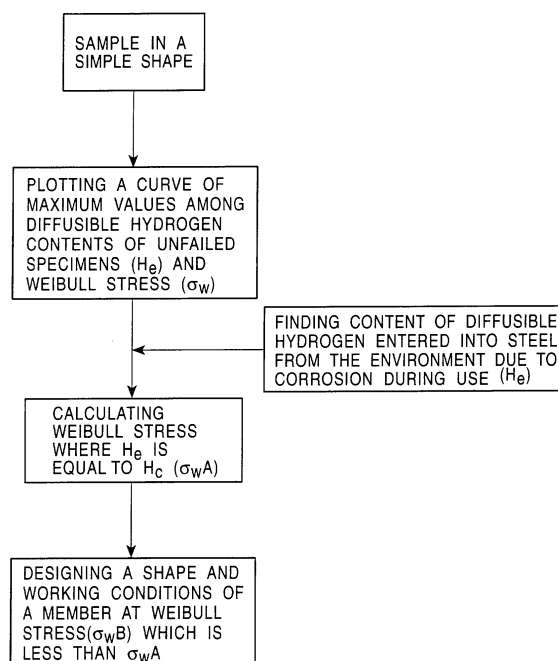 SAMPLE IN A
SIMPLE SHAPE
PLOTTING A CURVE OF
MAXIMUM VALUES AMONG
DIFFUSIBLE HYDROGEN
CONTENTS OF UNFAILED
SPECIMENS (He) AND
WEIBULL STRESS (σw)
FINDING CONTENT OF DIFFUSIBLE
HYDROGEN ENTERED INTO STEEL
FROM THE ENVIRONMENT DUE TO
CORROSION DURING USE (He)
CALCULATING
WEIBULL STRESS
WHERE He IS
EQUAL TO Hc (σwA)
DESIGNING A SHAPE AND
WORKING CONDITIONS OF
A MEMBER AT WEIBULL
STRESS(σwB) WHICH IS
LESS THAN σwA